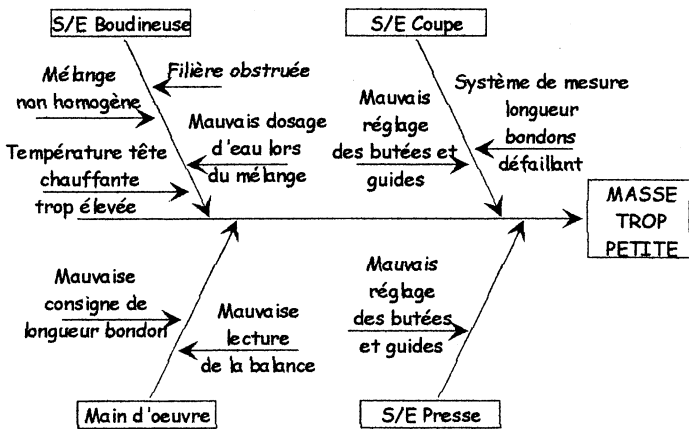 S/E Boudineuse
S/E Coupe
Mélange
non homogène
Filière obstruée
Mauvais dosage
d'eau lors
du mélange
Température tête
chauffante
trop élevée
Mauvais
réglage
des butées et
guides
Système de mesure
longueur
bondons
défaillant
MASSE
TROP
PETITE
Mauvaise
consigne de
longueur bondon
Mauvaise
lecture
de la balance
Mauvais
réglage
des butées
et guides
Main d'oeuvre
S/E Presse